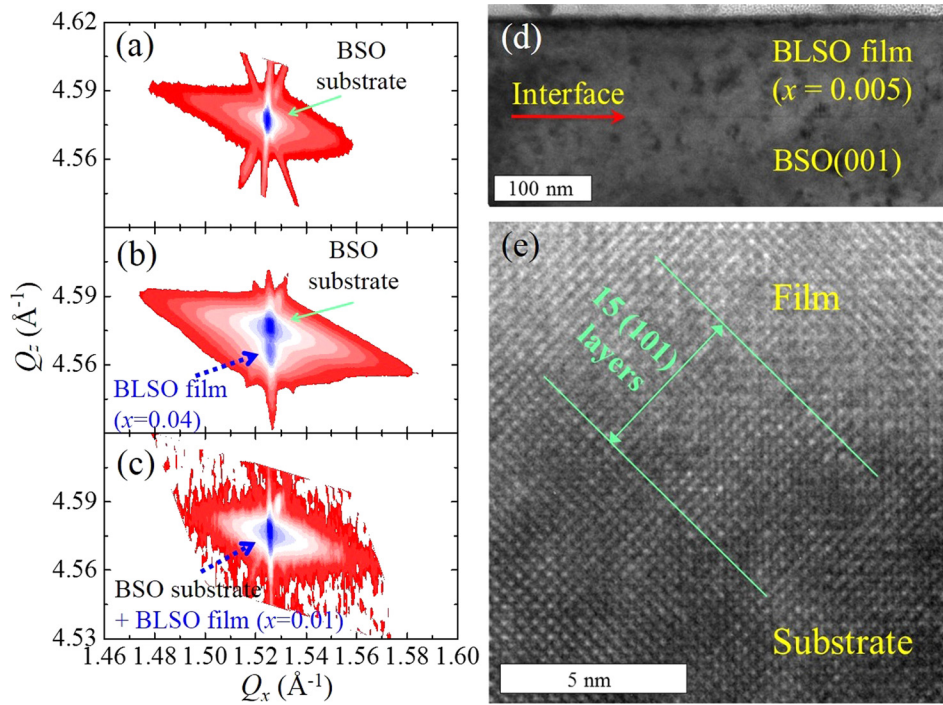 4.62
(a)
BSO
substrate
4.59
4.56
(b)
BSO
substrate
4.59
4.56
BLSO film
(x=0.04)
(c)
4.59
4.56
BSO substrate
+ BLSO film (x=0.01)
4.53
1.46 1.48 1.50 1.52 1.54 1.56 1.58 1.60
Qx (Å-1)
Qz (Å-1)
(d)
BLSO film
(x = 0.005)
Interface
BSO(001)
100 nm
(e)
Film
15 (101)
layers
Substrate
5 nm